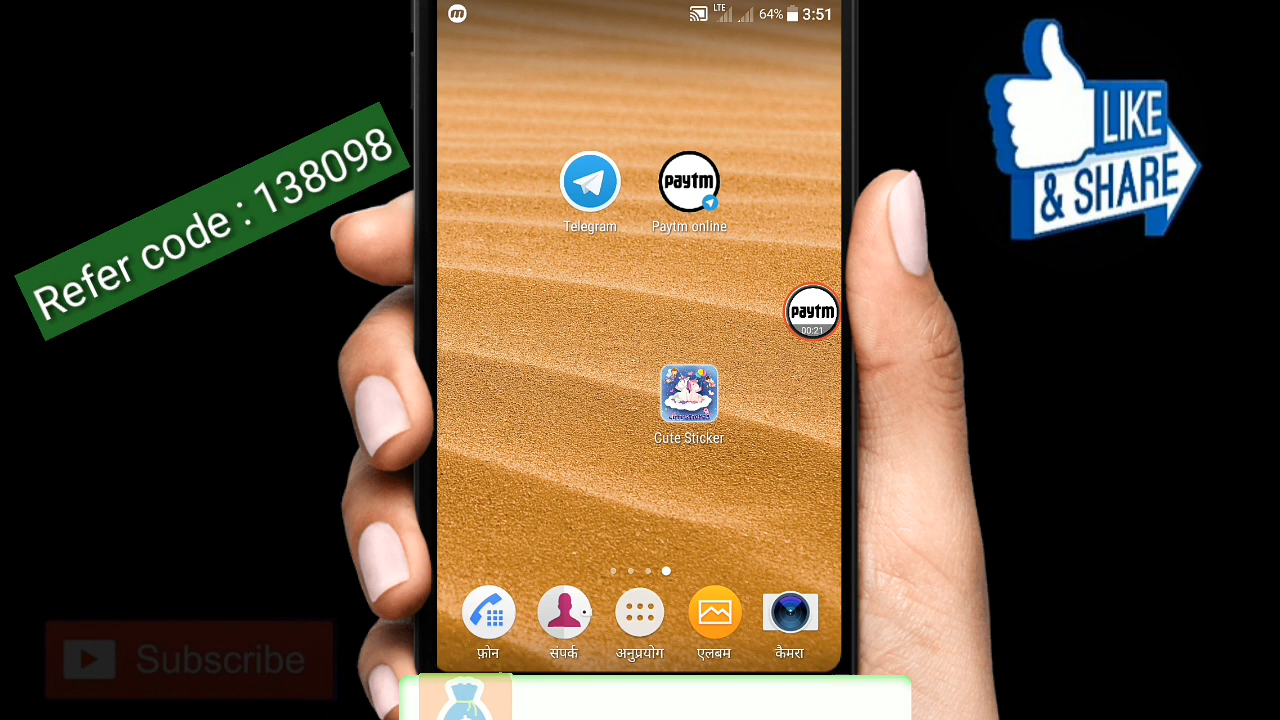 LTE
64%
3:51
Refer code : 138098
LIKE
& SHARE
paytm
Telegram
Paytm online
paytm
00:21
Cute Sticker
फ़ोन
संपर्क
अनुप्रयोग
एलबम
कैमरा
Subscribe